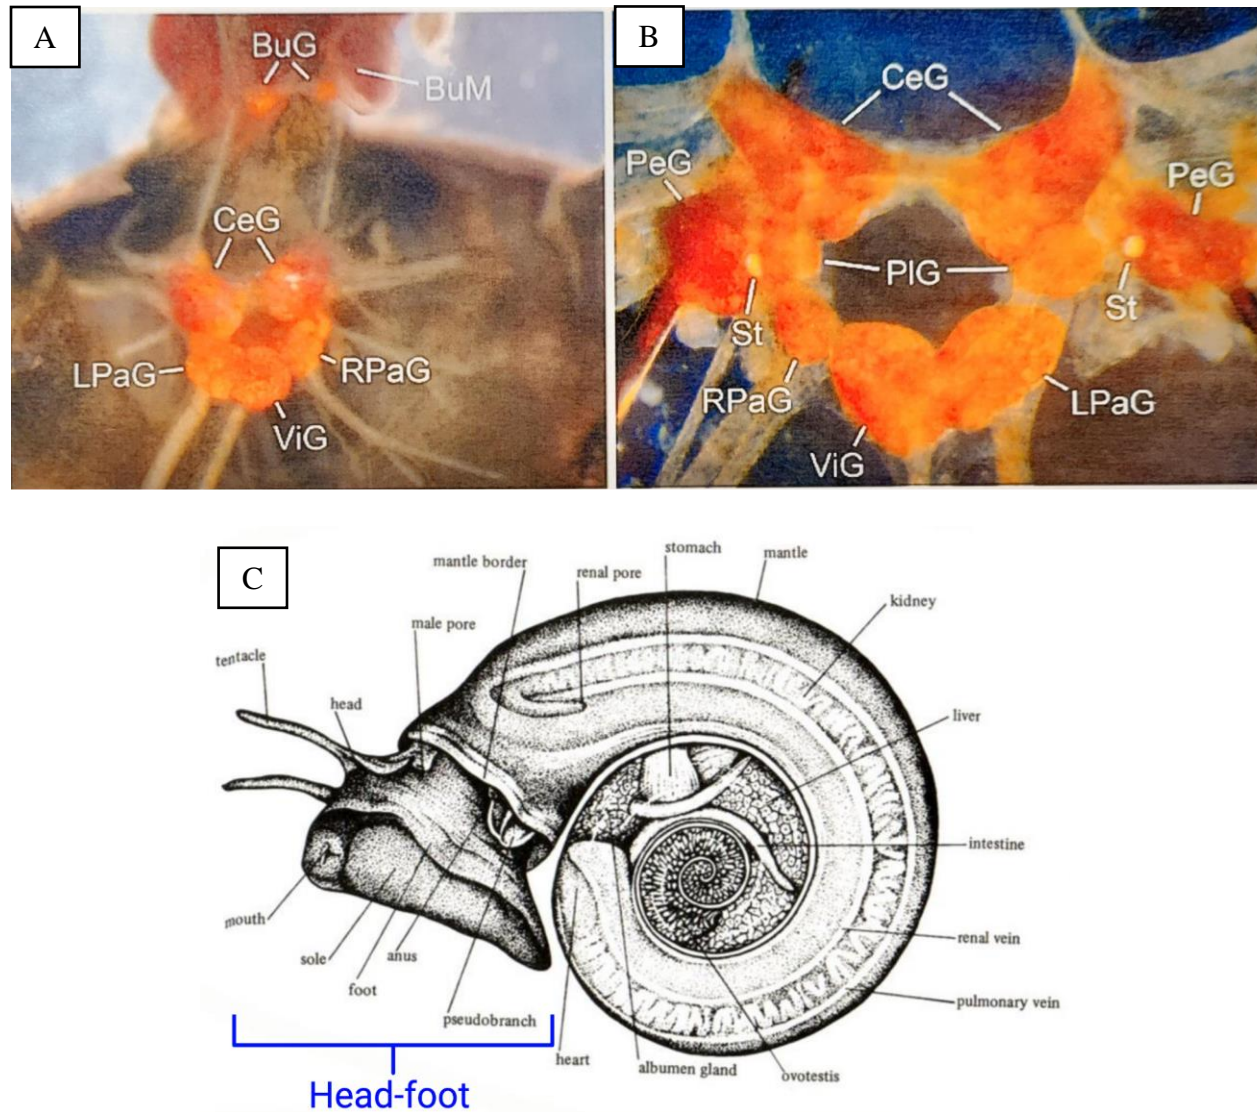 A
BuG
BuM
CeG
LPaG
RPaG
ViG
B
CeG
PeG
PeG
PlG
St
St
RPaG
LPaG
ViG
C
stomach
mantle border
renal pore
mantle
kidney
male pore
tentacle
head
liver
intestine
mouth
sole
anus
renal vein
foot
pulmonary vein
pseudobranch
heart
albumen gland
ovotestis
Head-foot